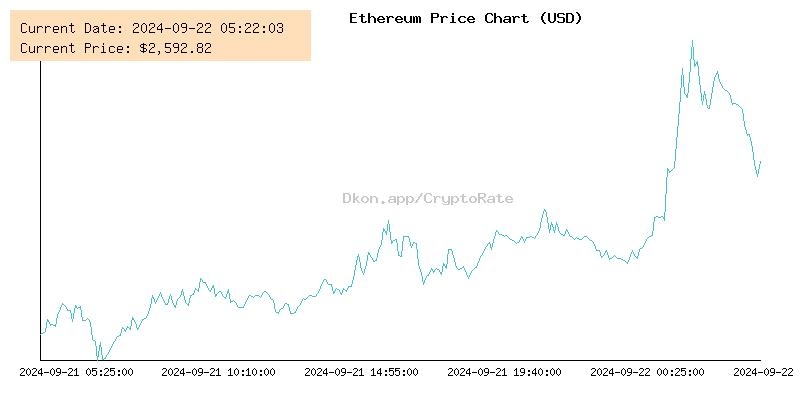 Ethereum Price Chart (USD)
Current Date: 2024-09-22 05:22:03
Current Price: $2,592.82
Dkon.app/CryptoRate
2024-09-21 05:25:00 2024-09-21 10:10:00 2024-09-21 14:55:00 2024-09-21 19:40:00 2024-09-22 00:25:00 2024-09-22